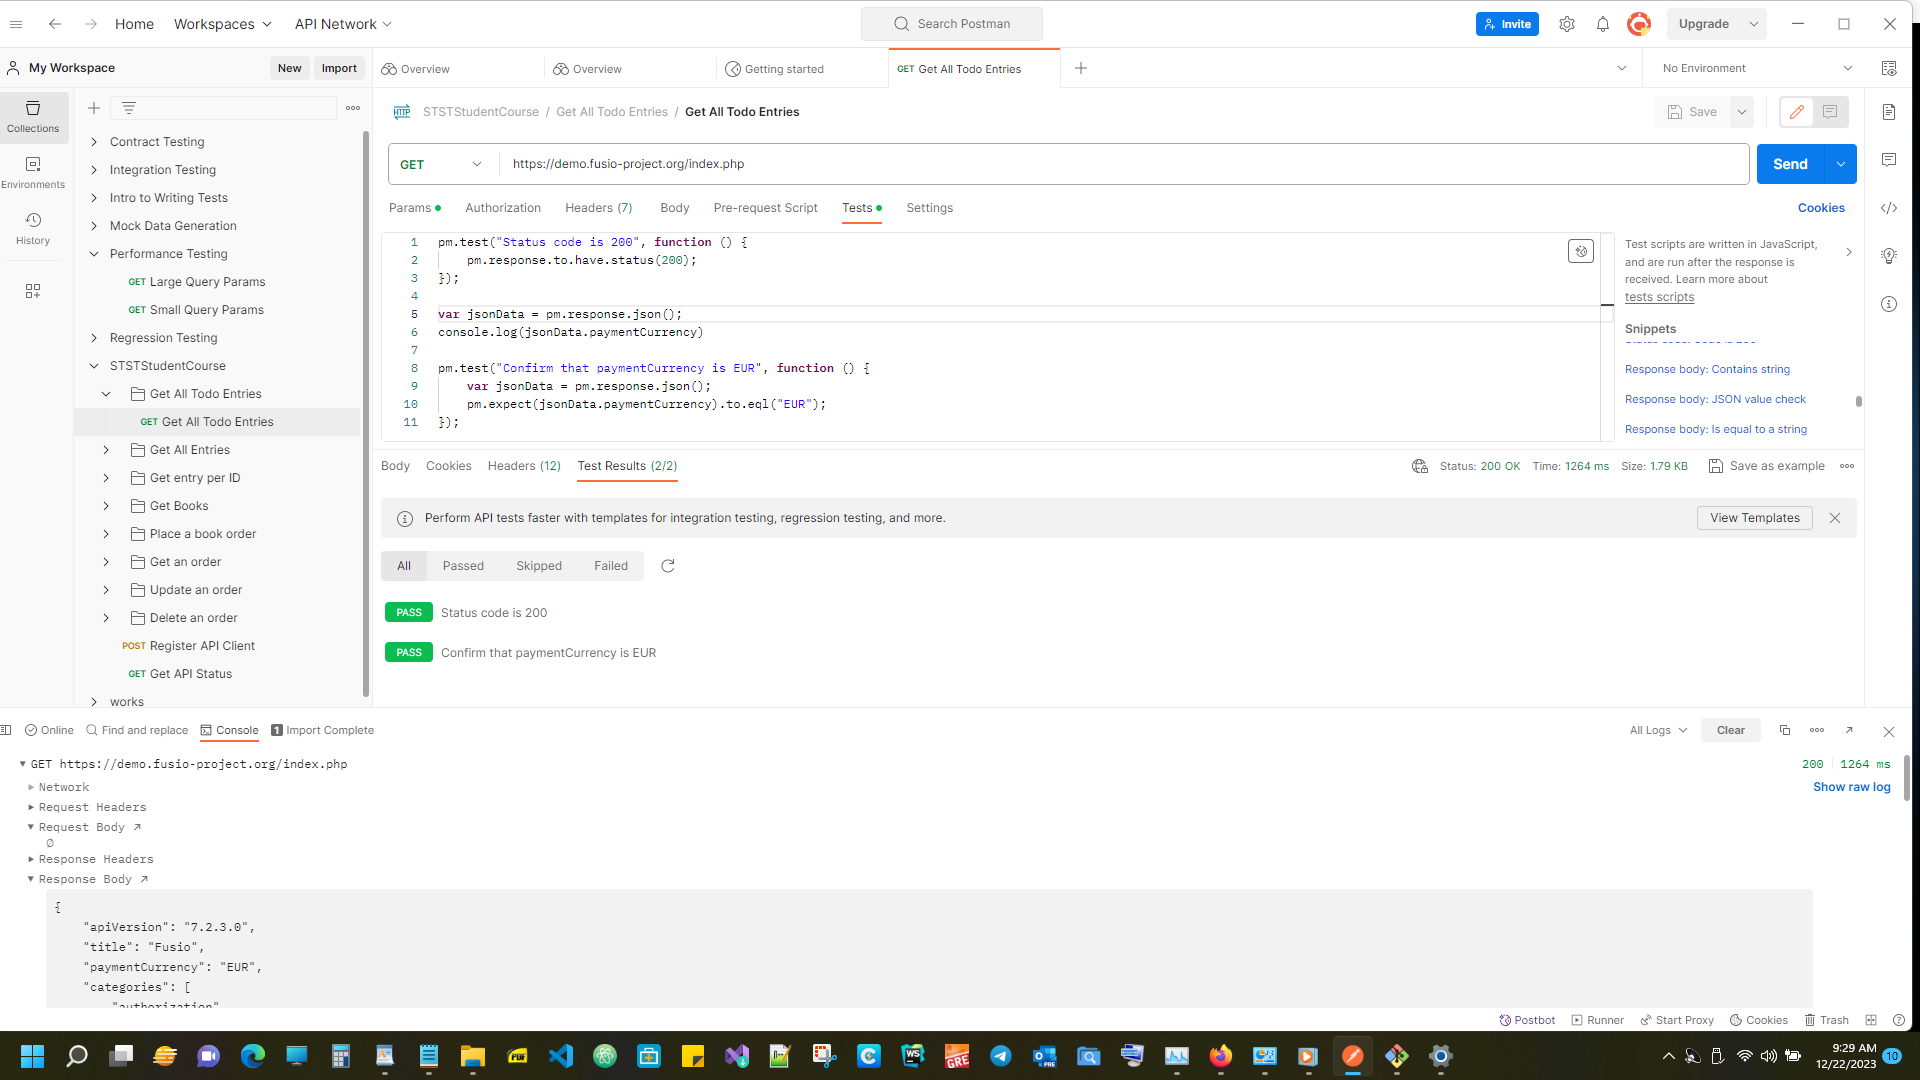 Home
Workspaces
API Network
Search Postman
Invite
Upgrade
My Workspace
New
Import
Overview
Overview
Getting started
GET Get All Todo Entries
No Environment
Collections
Environments
History
Contract Testing
Integration Testing
Intro to Writing Tests
Mock Data Generation
Performance Testing
GET Large Query Params
GET Small Query Params
Regression Testing
STSTStudentCourse
Get All Todo Entries
GET Get All Todo Entries
Get All Entries
Get entry per ID
Get Books
Place a book order
Get an order
Update an order
Delete an order
POST Register API Client
GET Get API Status
works
HTTP STSTStudentCourse / Get All Todo Entries / Get All Todo Entries
Save
GET https://demo.fusio-project.org/index.php
Send
Params Authorization Headers (7) Body Pre-request Script Tests Settings
Cookies
1 pm.test("Status code is 200", function () {
2 pm.response.to.have.status(200);
3 });
4
5 var jsonData = pm.response.json();
6 console.log(jsonData.paymentCurrency)
7
8 pm.test("Confirm that paymentCurrency is EUR", function () {
9 var jsonData = pm.response.json();
10 pm.expect(jsonData.paymentCurrency).to.eql("EUR");
11 });
Test scripts are written in JavaScript,
and are run after the response is
received. Learn more about
tests scripts
Snippets
Status code: Code is 200
Response body: Contains string
Response body: JSON value check
Response body: Is equal to a string
Body Cookies Headers (12) Test Results (2/2)
Status: 200 OK Time: 1264 ms Size: 1.79 KB Save as example
Perform API tests faster with templates for integration testing, regression testing, and more.
View Templates
All Passed Skipped Failed
PASS Status code is 200
PASS Confirm that paymentCurrency is EUR
Online Find and replace Console 1 Import Complete
All Logs Clear
GET https://demo.fusio-project.org/index.php
200 1264 ms
Network
Show raw log
Request Headers
Request Body
Ø
Response Headers
Response Body
{
"apiVersion": "7.2.3.0",
"title": "Fusio",
"paymentCurrency": "EUR",
"categories": [
"authorization"
Postbot Runner Start Proxy Cookies Trash
PDF
WS
GRE
PRE
9:29 AM
12/22/2023
10